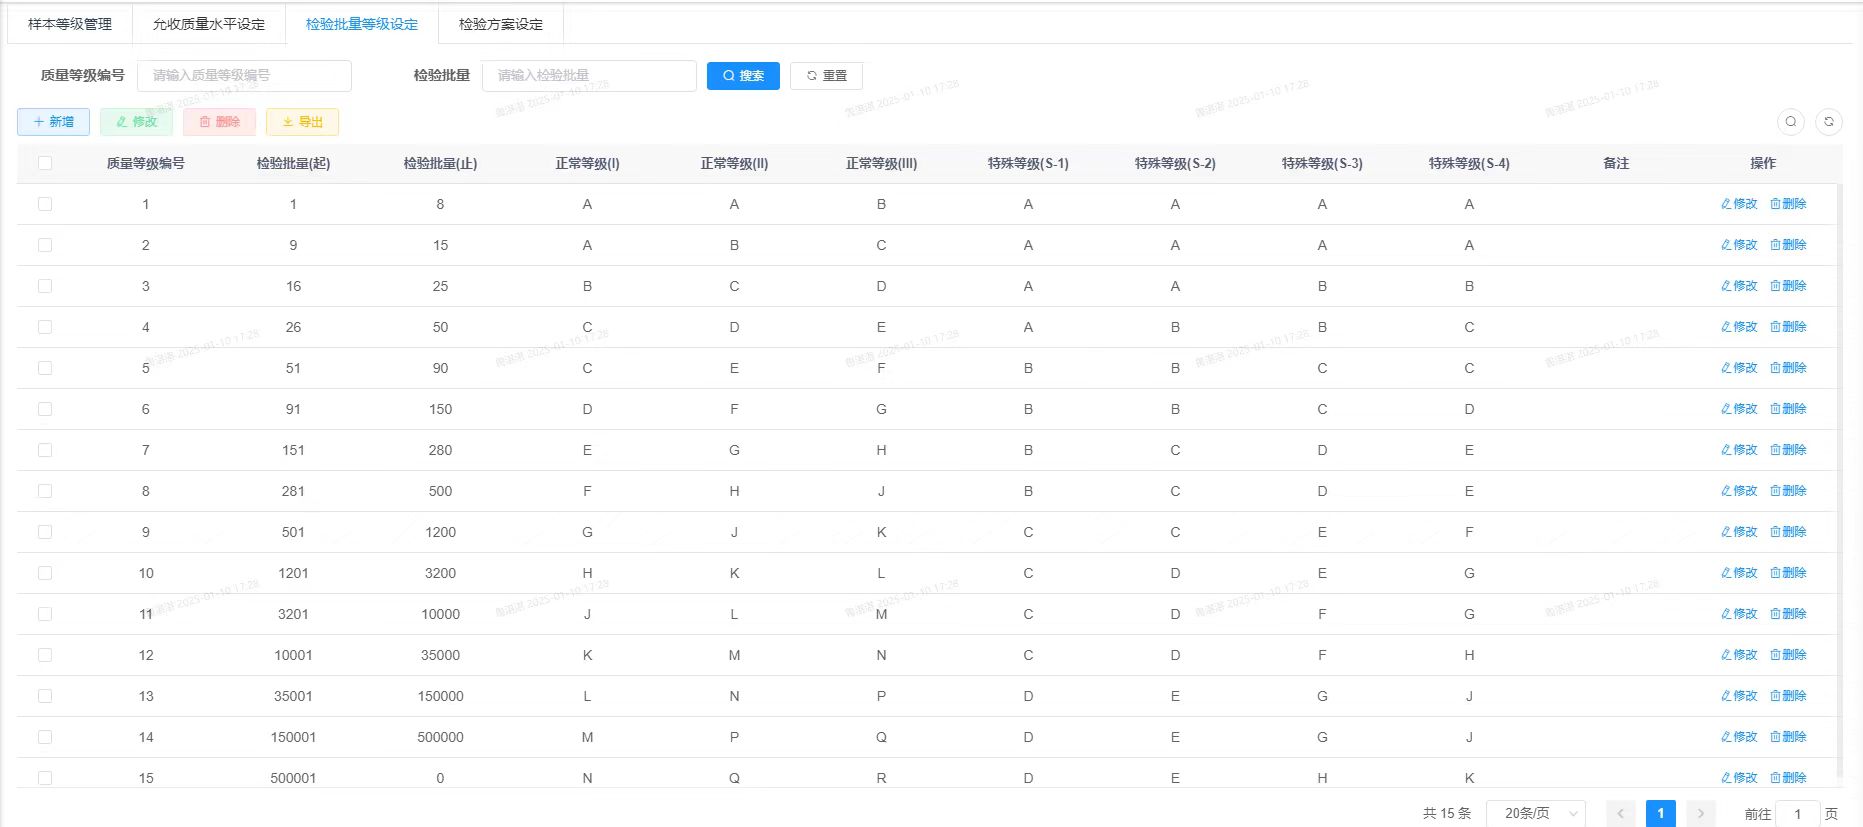 样本等级管理 允收质量水平设定 检验批量等级设定 检验方案设定
质量等级编号 请输入质量等级编号 检验批量 请输入检验批量 搜索 重置
新增 修改 删除 导出
质量等级编号 检验批量(起) 检验批量(止) 正常等级(I) 正常等级(II) 正常等级(III) 特殊等级(S-1) 特殊等级(S-2) 特殊等级(S-3) 特殊等级(S-4) 备注 操作
1 1 8 A A B A A A A 修改 删除
2 9 15 A B C A A A A 修改 删除
3 16 25 B C D A A B B 修改 删除
4 26 50 C D E A B B C 修改 删除
5 51 90 C E F B B C C 修改 删除
6 91 150 D F G B B C D 修改 删除
7 151 280 E G H B C D E 修改 删除
8 281 500 F H J B C D E 修改 删除
9 501 1200 G J K C C E F 修改 删除
10 1201 3200 H K L C D E G 修改 删除
11 3201 10000 J L M C D F G 修改 删除
12 10001 35000 K M N C D F H 修改 删除
13 35001 150000 L N P D E G J 修改 删除
14 150001 500000 M P Q D E G J 修改 删除
15 500001 0 N Q R D E H K 修改 删除
共 15 条 20条/页 1 前往 1 页